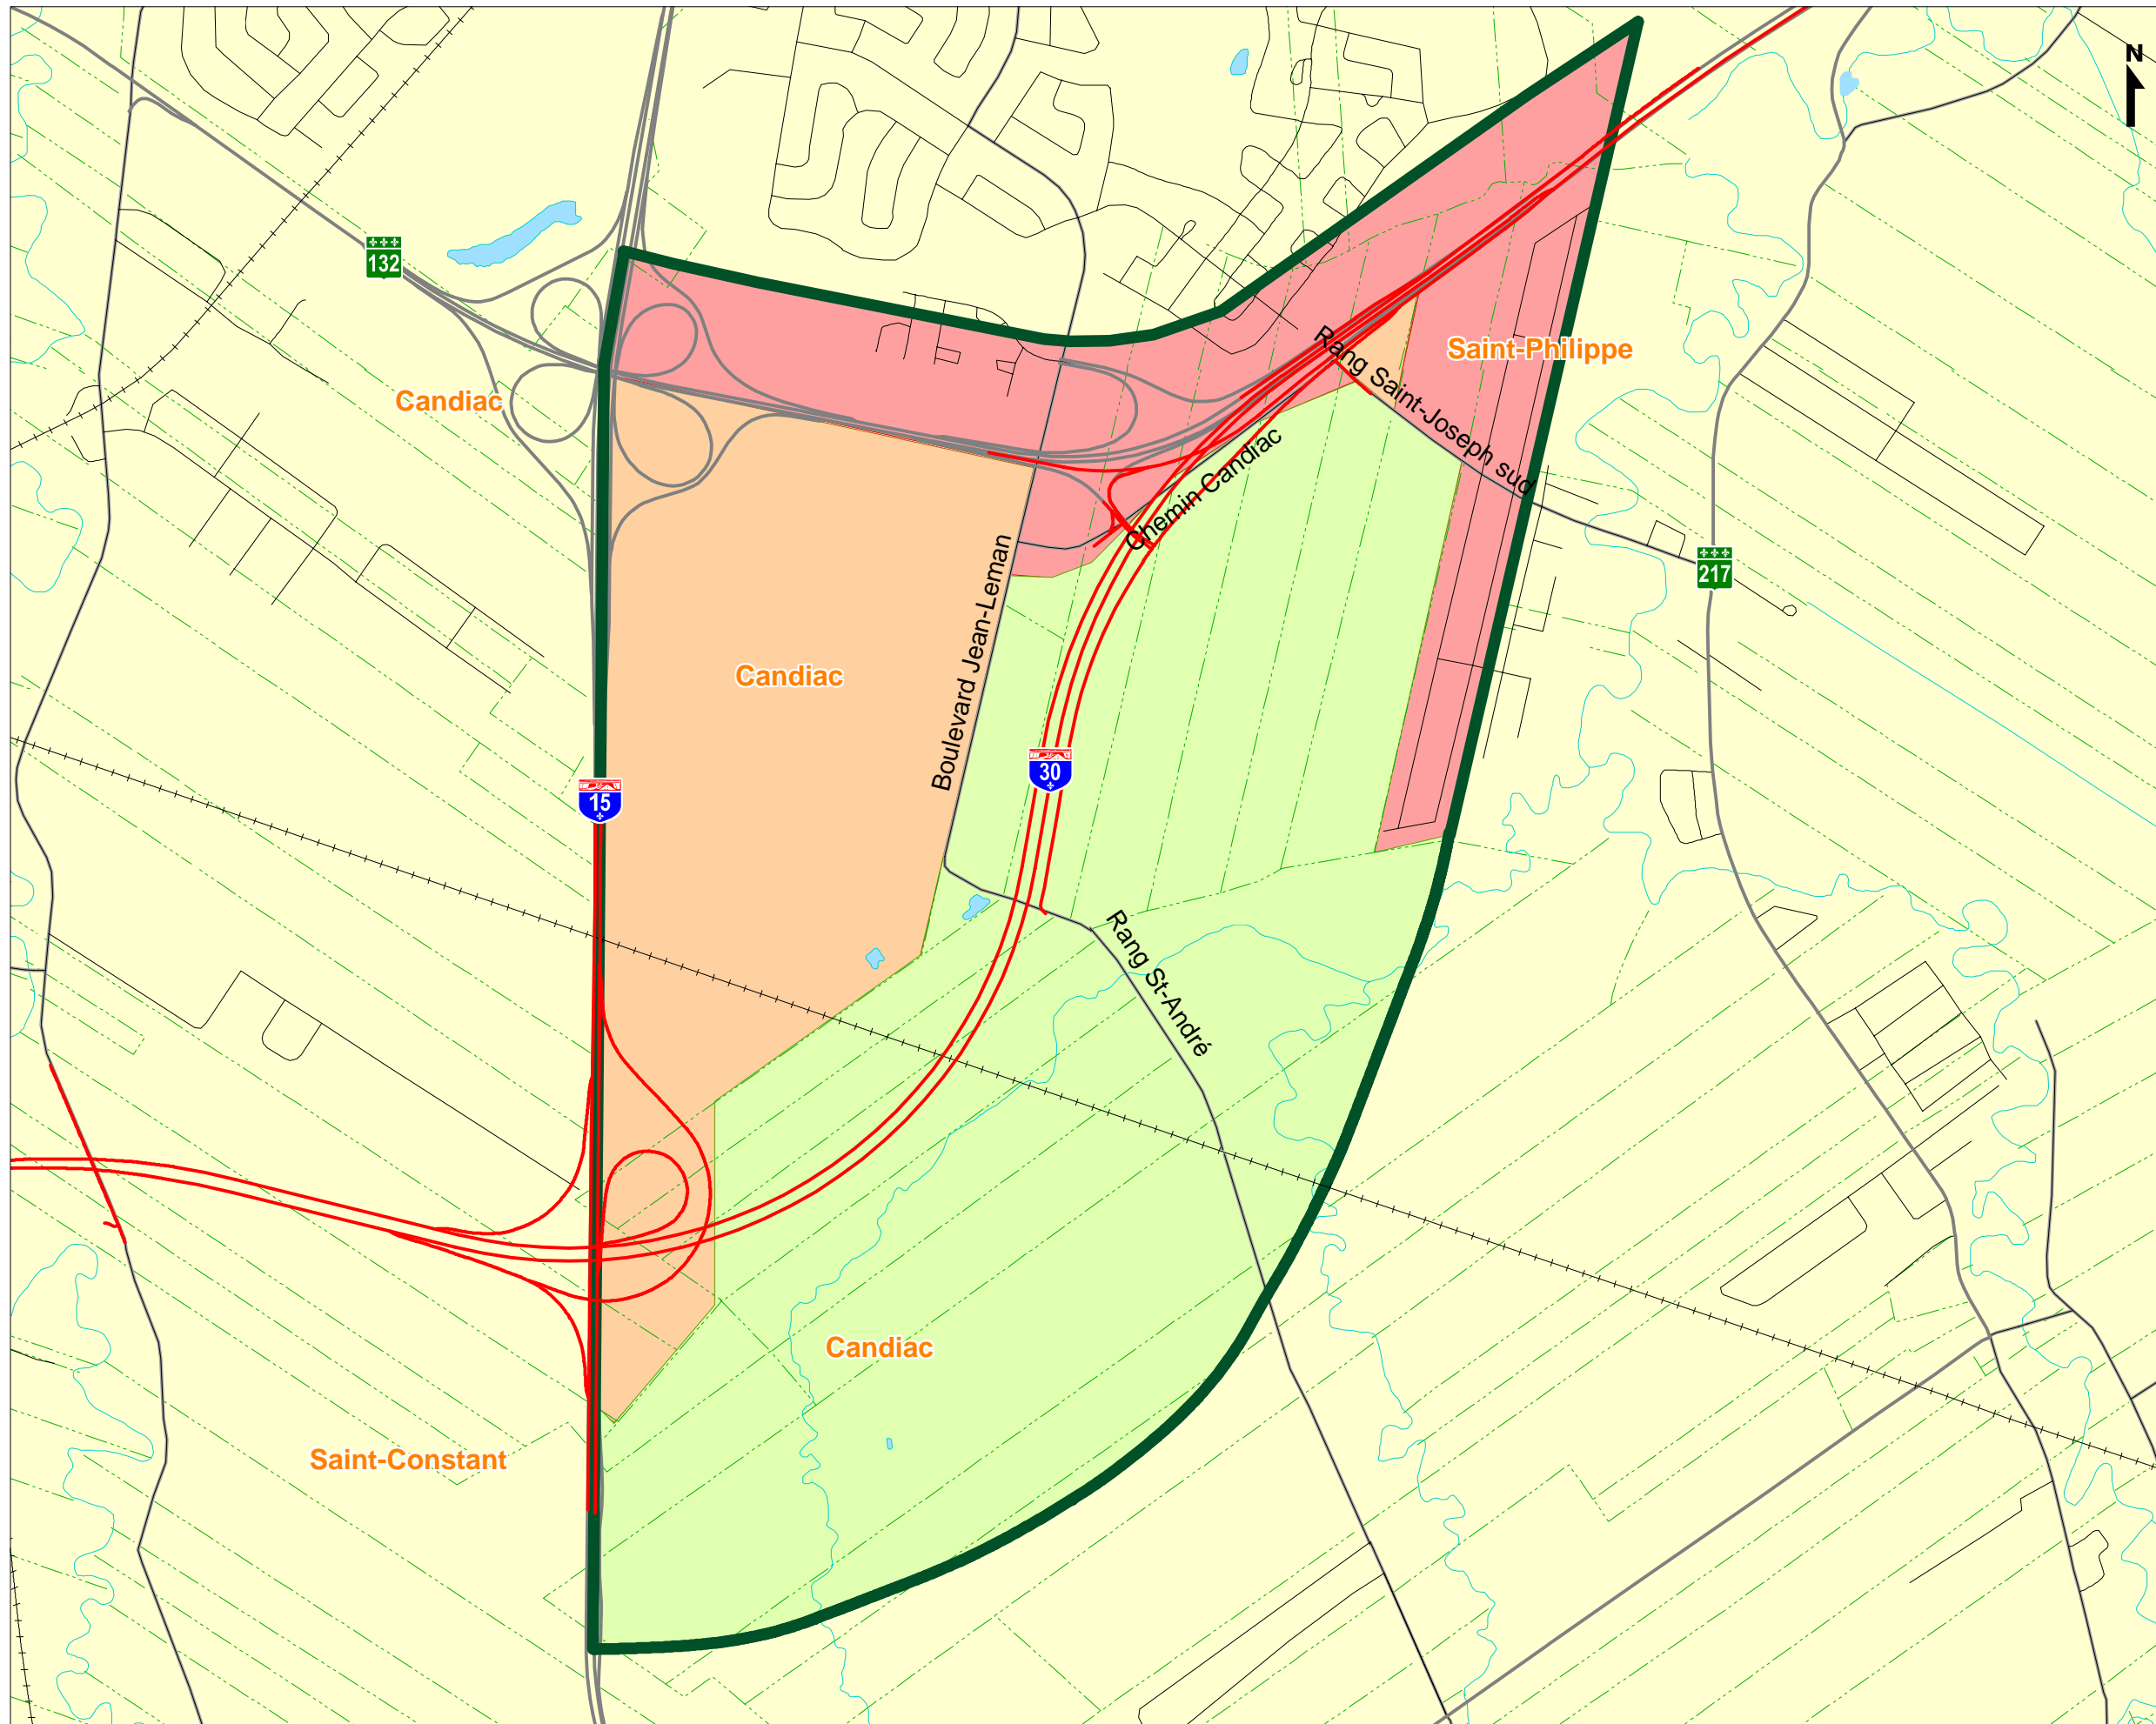 N
132
Candiac
Rang Saint-Joseph sud
Saint-Philippe
Chemin Candiac
217
Boulevard Jean-Leman
Candiac
30
15
Rang St-André
Candiac
Saint-Constant